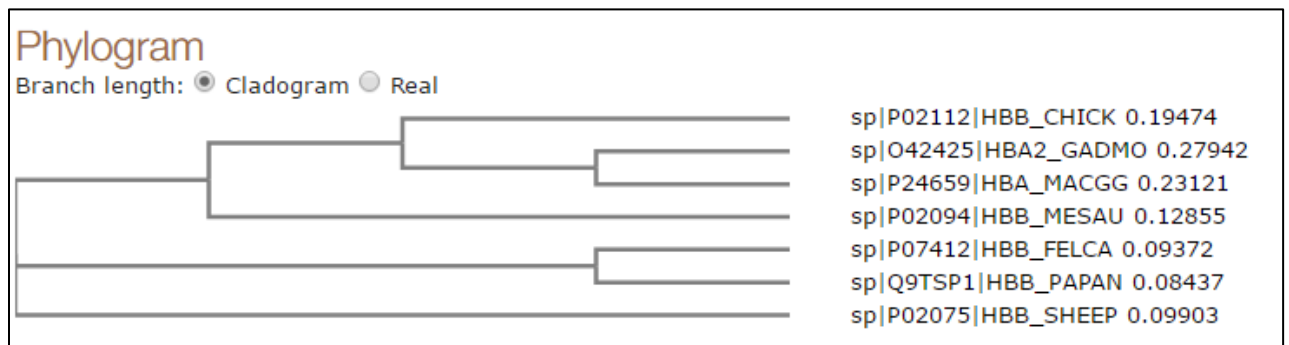 Phylogram
Branch length: Cladogram Real
sp|P02112|HBB_CHICK 0.19474
sp|O42425|HBA2_GADMO 0.27942
sp|P24659|HBA_MACGG 0.23121
sp|P02094|HBB_MESAU 0.12855
sp|P07412|HBB_FELCA 0.09372
sp|Q9TSP1|HBB_PAPAN 0.08437
sp|P02075|HBB_SHEEP 0.09903